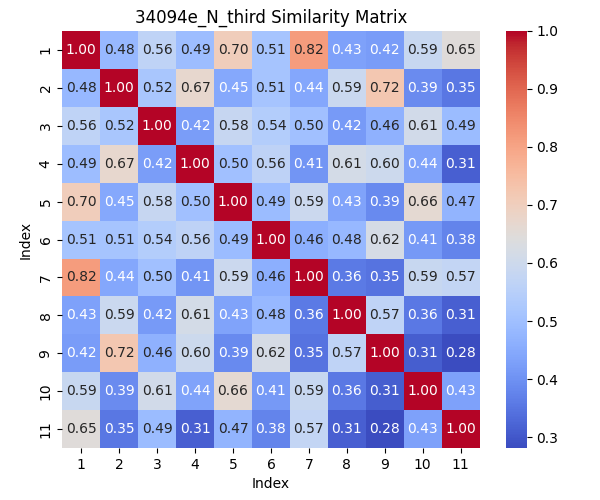 34094e_N_third Similarity Matrix
1 1.00 0.48 0.56 0.49 0.70 0.51 0.82 0.43 0.42 0.59 0.65
2 0.48 1.00 0.52 0.67 0.45 0.51 0.44 0.59 0.72 0.39 0.35
3 0.56 0.52 1.00 0.42 0.58 0.54 0.50 0.42 0.46 0.61 0.49
4 0.49 0.67 0.42 1.00 0.50 0.56 0.41 0.61 0.60 0.44 0.31
5 0.70 0.45 0.58 0.50 1.00 0.49 0.59 0.43 0.39 0.66 0.47
6 0.51 0.51 0.54 0.56 0.49 1.00 0.46 0.48 0.62 0.41 0.38
7 0.82 0.44 0.50 0.41 0.59 0.46 1.00 0.36 0.35 0.59 0.57
8 0.43 0.59 0.42 0.61 0.43 0.48 0.36 1.00 0.57 0.36 0.31
9 0.42 0.72 0.46 0.60 0.39 0.62 0.35 0.57 1.00 0.31 0.28
10 0.59 0.39 0.61 0.44 0.66 0.41 0.59 0.36 0.31 1.00 0.43
11 0.65 0.35 0.49 0.31 0.47 0.38 0.57 0.31 0.28 0.43 1.00
1 2 3 4 5 6 7 8 9 10 11
Index
Index
1.0
0.9
0.8
0.7
0.6
0.5
0.4
0.3